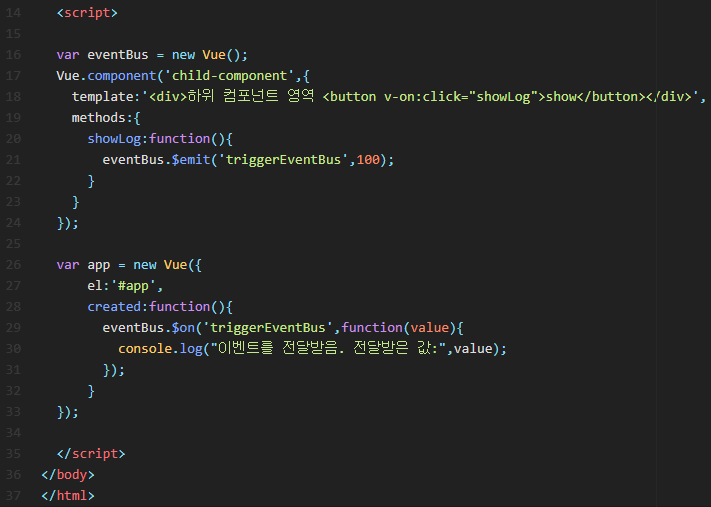 14 <script>
15
16 var eventBus = new Vue();
17 Vue.component('child-component',{
18 template:'<div>하위 컴포넌트 영역 <button v-on:click="showLog">show</button></div>',
19 methods:{
20 showLog:function(){
21 eventBus.$emit('triggerEventBus',100);
22 }
23 }
24 });
25
26 var app = new Vue({
27 el:'#app',
28 created:function(){
29 eventBus.$on('triggerEventBus',function(value){
30 console.log("이벤트를 전달받음. 전달받은 값:",value);
31 });
32 }
33 });
34
35 </script>
36 </body>
37 </html>